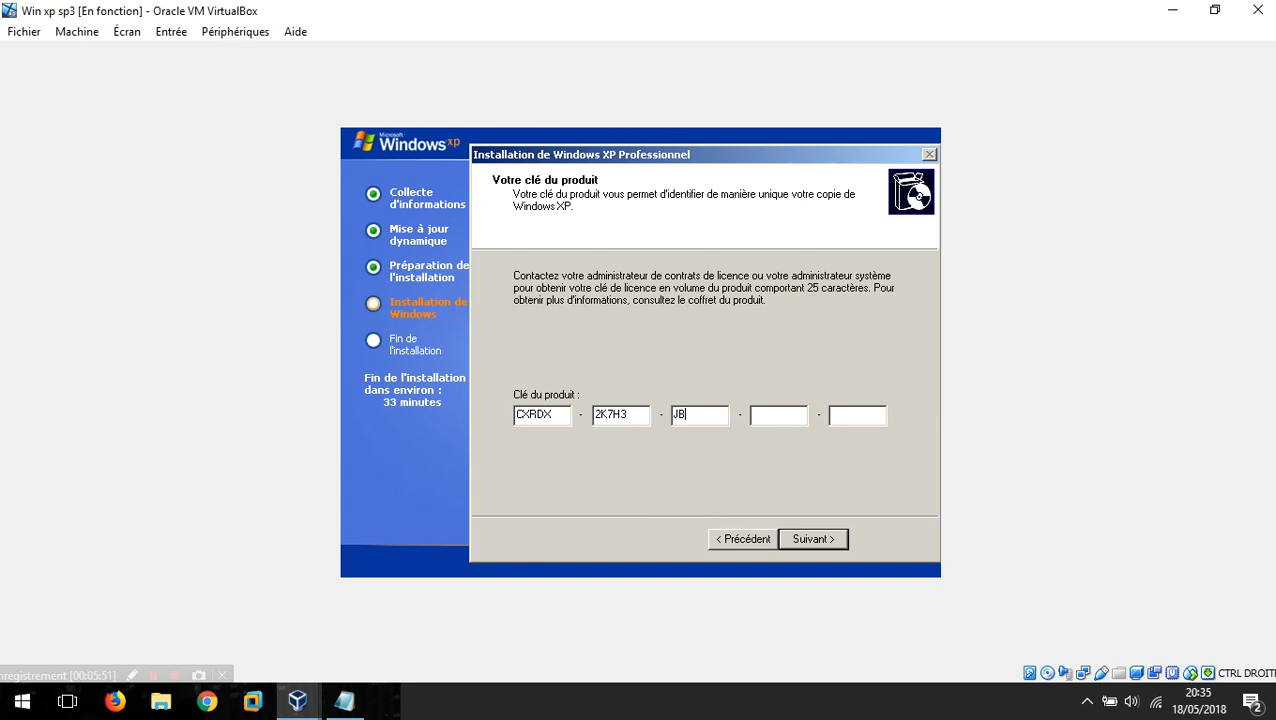 Win xp sp3 [En fonction] - Oracle VM VirtualBox
Fichier Machine Écran Entrée Périphériques Aide
Microsoft
Windows xp
Collecte
d'informations
Mise à jour
dynamique
Préparation de
l'installation
Installation de
Windows
Fin de
l'installation
Fin de l'installation
dans environ :
33 minutes
Installation de Windows XP Professionnel
Votre clé du produit
Votre clé du produit vous permet d'identifier de manière unique votre copie de
Windows XP.
Contactez votre administrateur de contrats de licence ou votre administrateur système
pour obtenir votre clé de licence en volume du produit comportant 25 caractères. Pour
obtenir plus d'informations, consultez le coffret du produit.
Clé du produit :
CXRDX - 2K7H3 - JB - -
< Précédent Suivant >
nregistrement [00:05:51]
CTRL DROITE
20:35
18/05/2018
2